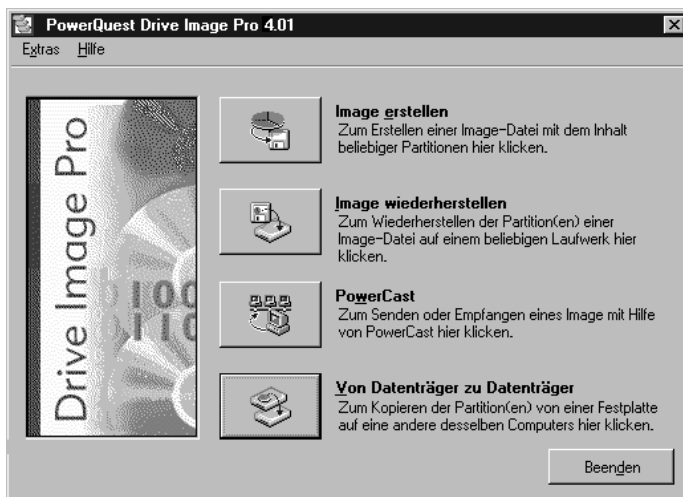 PowerQuest Drive Image Pro 4.01
Extras Hilfe
Drive Image Pro
100
110
Image erstellen
Zum Erstellen einer Image-Datei mit dem Inhalt
beliebiger Partitionen hier klicken.
Image wiederherstellen
Zum Wiederherstellen der Partition(en) einer
Image-Datei auf einem beliebigen Laufwerk hier
klicken.
PowerCast
Zum Senden oder Empfangen eines Image mit Hilfe
von PowerCast hier klicken.
Von Datenträger zu Datenträger
Zum Kopieren der Partition(en) von einer Festplatte
auf eine andere desselben Computers hier klicken.
Beenden